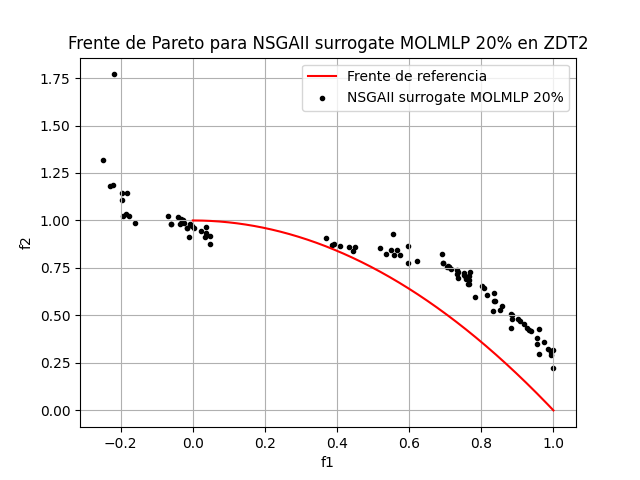 Frente de Pareto para NSGAII surrogate MOLMLP 20% en ZDT2
Frente de referencia
NSGAII surrogate MOLMLP 20%
f2
1.75
1.50
1.25
1.00
0.75
0.50
0.25
0.00
−0.2 0.0 0.2 0.4 0.6 0.8 1.0
f1